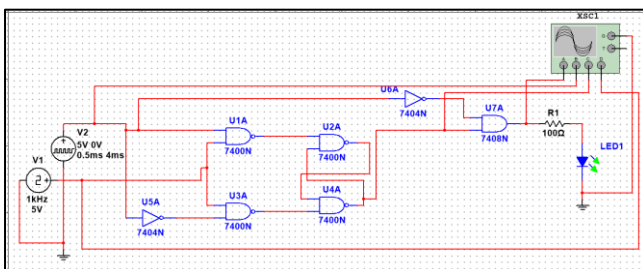 XSC1
U6A
7404N
U7A
7408N
R1
100Ω
LED1
V2
5V 0V
0.5ms 4ms
U1A
7400N
U2A
7400N
V1
1kHz
5V
U5A
7404N
U3A
7400N
U4A
7400N